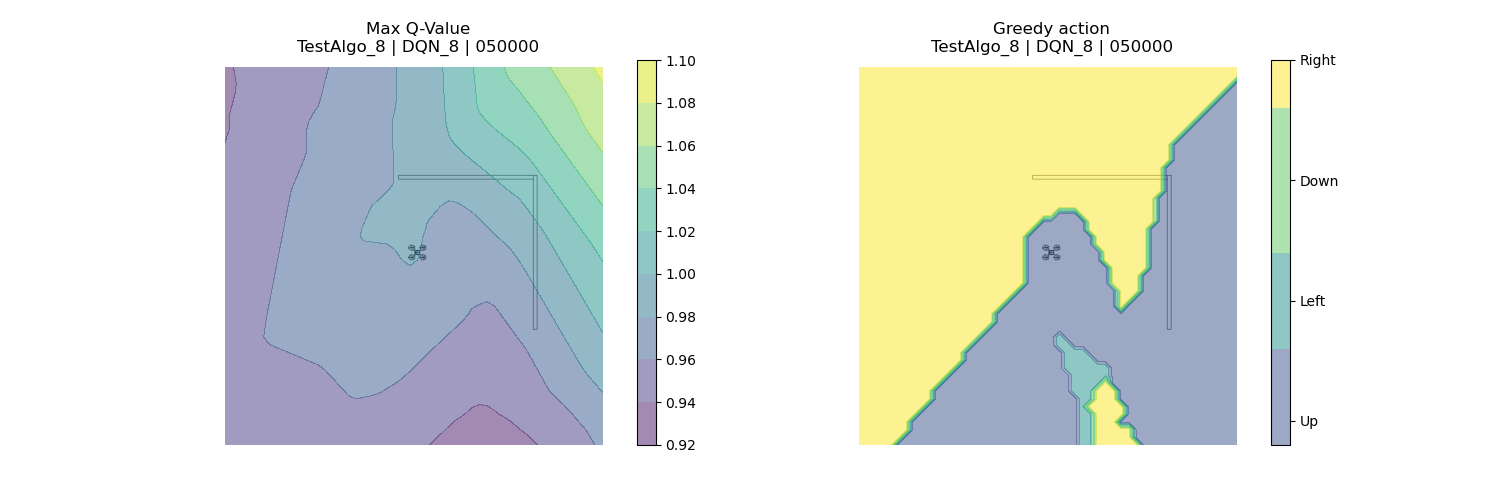 Max Q-Value
TestAlgo_8 | DQN_8 | 050000
1.10
1.08
1.06
1.04
1.02
1.00
0.98
0.96
0.94
0.92
Greedy action
TestAlgo_8 | DQN_8 | 050000
Right
Down
Left
Up